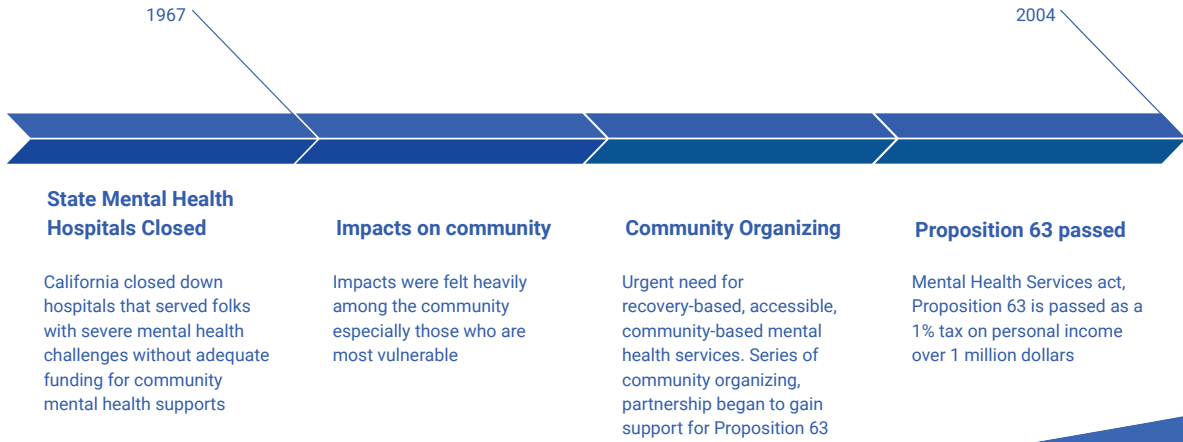 1967
2004
State Mental Health
Hospitals Closed
California closed down
hospitals that served folks
with severe mental health
challenges without adequate
funding for community
mental health supports
Impacts on community
Impacts were felt heavily
among the community
especially those who are
most vulnerable
Community Organizing
Urgent need for
recovery-based, accessible,
community-based mental
health services. Series of
community organizing,
partnership began to gain
support for Proposition 63
Proposition 63 passed
Mental Health Services act,
Proposition 63 is passed as a
1% tax on personal income
over 1 million dollars